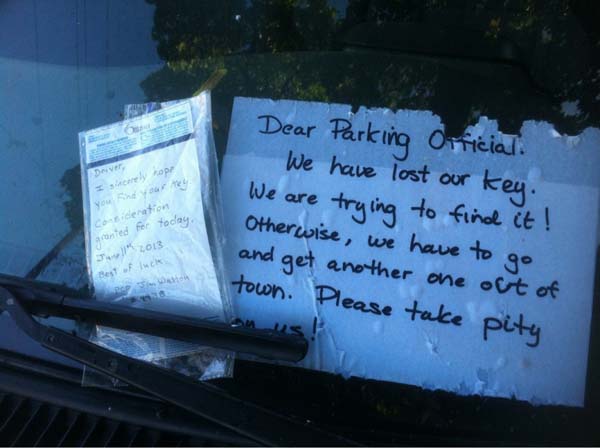 Driver,
I sincerely hope
you find your key
Consideration
granted for today.
June 11th 2013
Best of luck
Jim Watson
Dear Parking Official.
We have lost our key.
We are trying to find it!
Otherwise, we have to go
and get another one out of
town. Please take pity
on us!